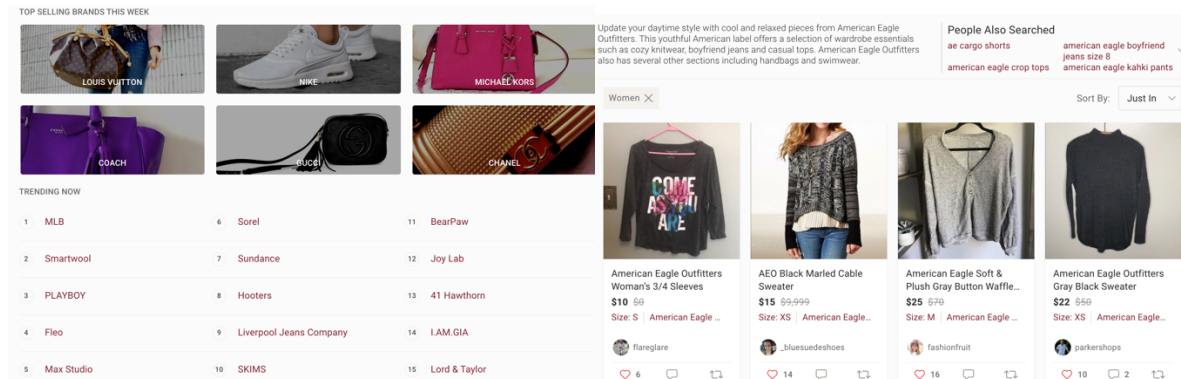 TOP SELLING BRANDS THIS WEEK
LOUIS VUITTON
NIKE
MICHAEL KORS
COACH
GUCCI
CHANEL
TRENDING NOW
1 MLB
6 Sorel
11 BearPaw
2 Smartwool
7 Sundance
12 Joy Lab
3 PLAYBOY
8 Hooters
13 41 Hawthorn
4 Fleo
9 Liverpool Jeans Company
14 I.AM.GIA
5 Max Studio
10 SKIMS
15 Lord & Taylor
Update your daytime style with cool and relaxed pieces from American Eagle
Outfitters. This youthful American label offers a selection of wardrobe essentials
such as cozy knitwear, boyfriend jeans and casual tops. American Eagle Outfitters
also has several other sections including handbags and swimwear.
People Also Searched
ae cargo shorts
american eagle boyfriend
jeans size 8
american eagle crop tops
american eagle kahki pants
Women
Sort By: Just In
COME
AS YOU
ARE
American Eagle Outfitters
Woman's 3/4 Sleeves
$10 $0
Size: S American Eagle ...
flareglare
6
AEO Black Marled Cable
Sweater
$15 $9,999
Size: XS American Eagle...
_bluesuedeshoes
14
American Eagle Soft &
Plush Gray Button Waffle...
$25 $70
Size: M American Eagle ...
fashionfruit
16
American Eagle Outfitters
Gray Black Sweater
$22 $50
Size: XS American Eagle...
parkershops
10 2